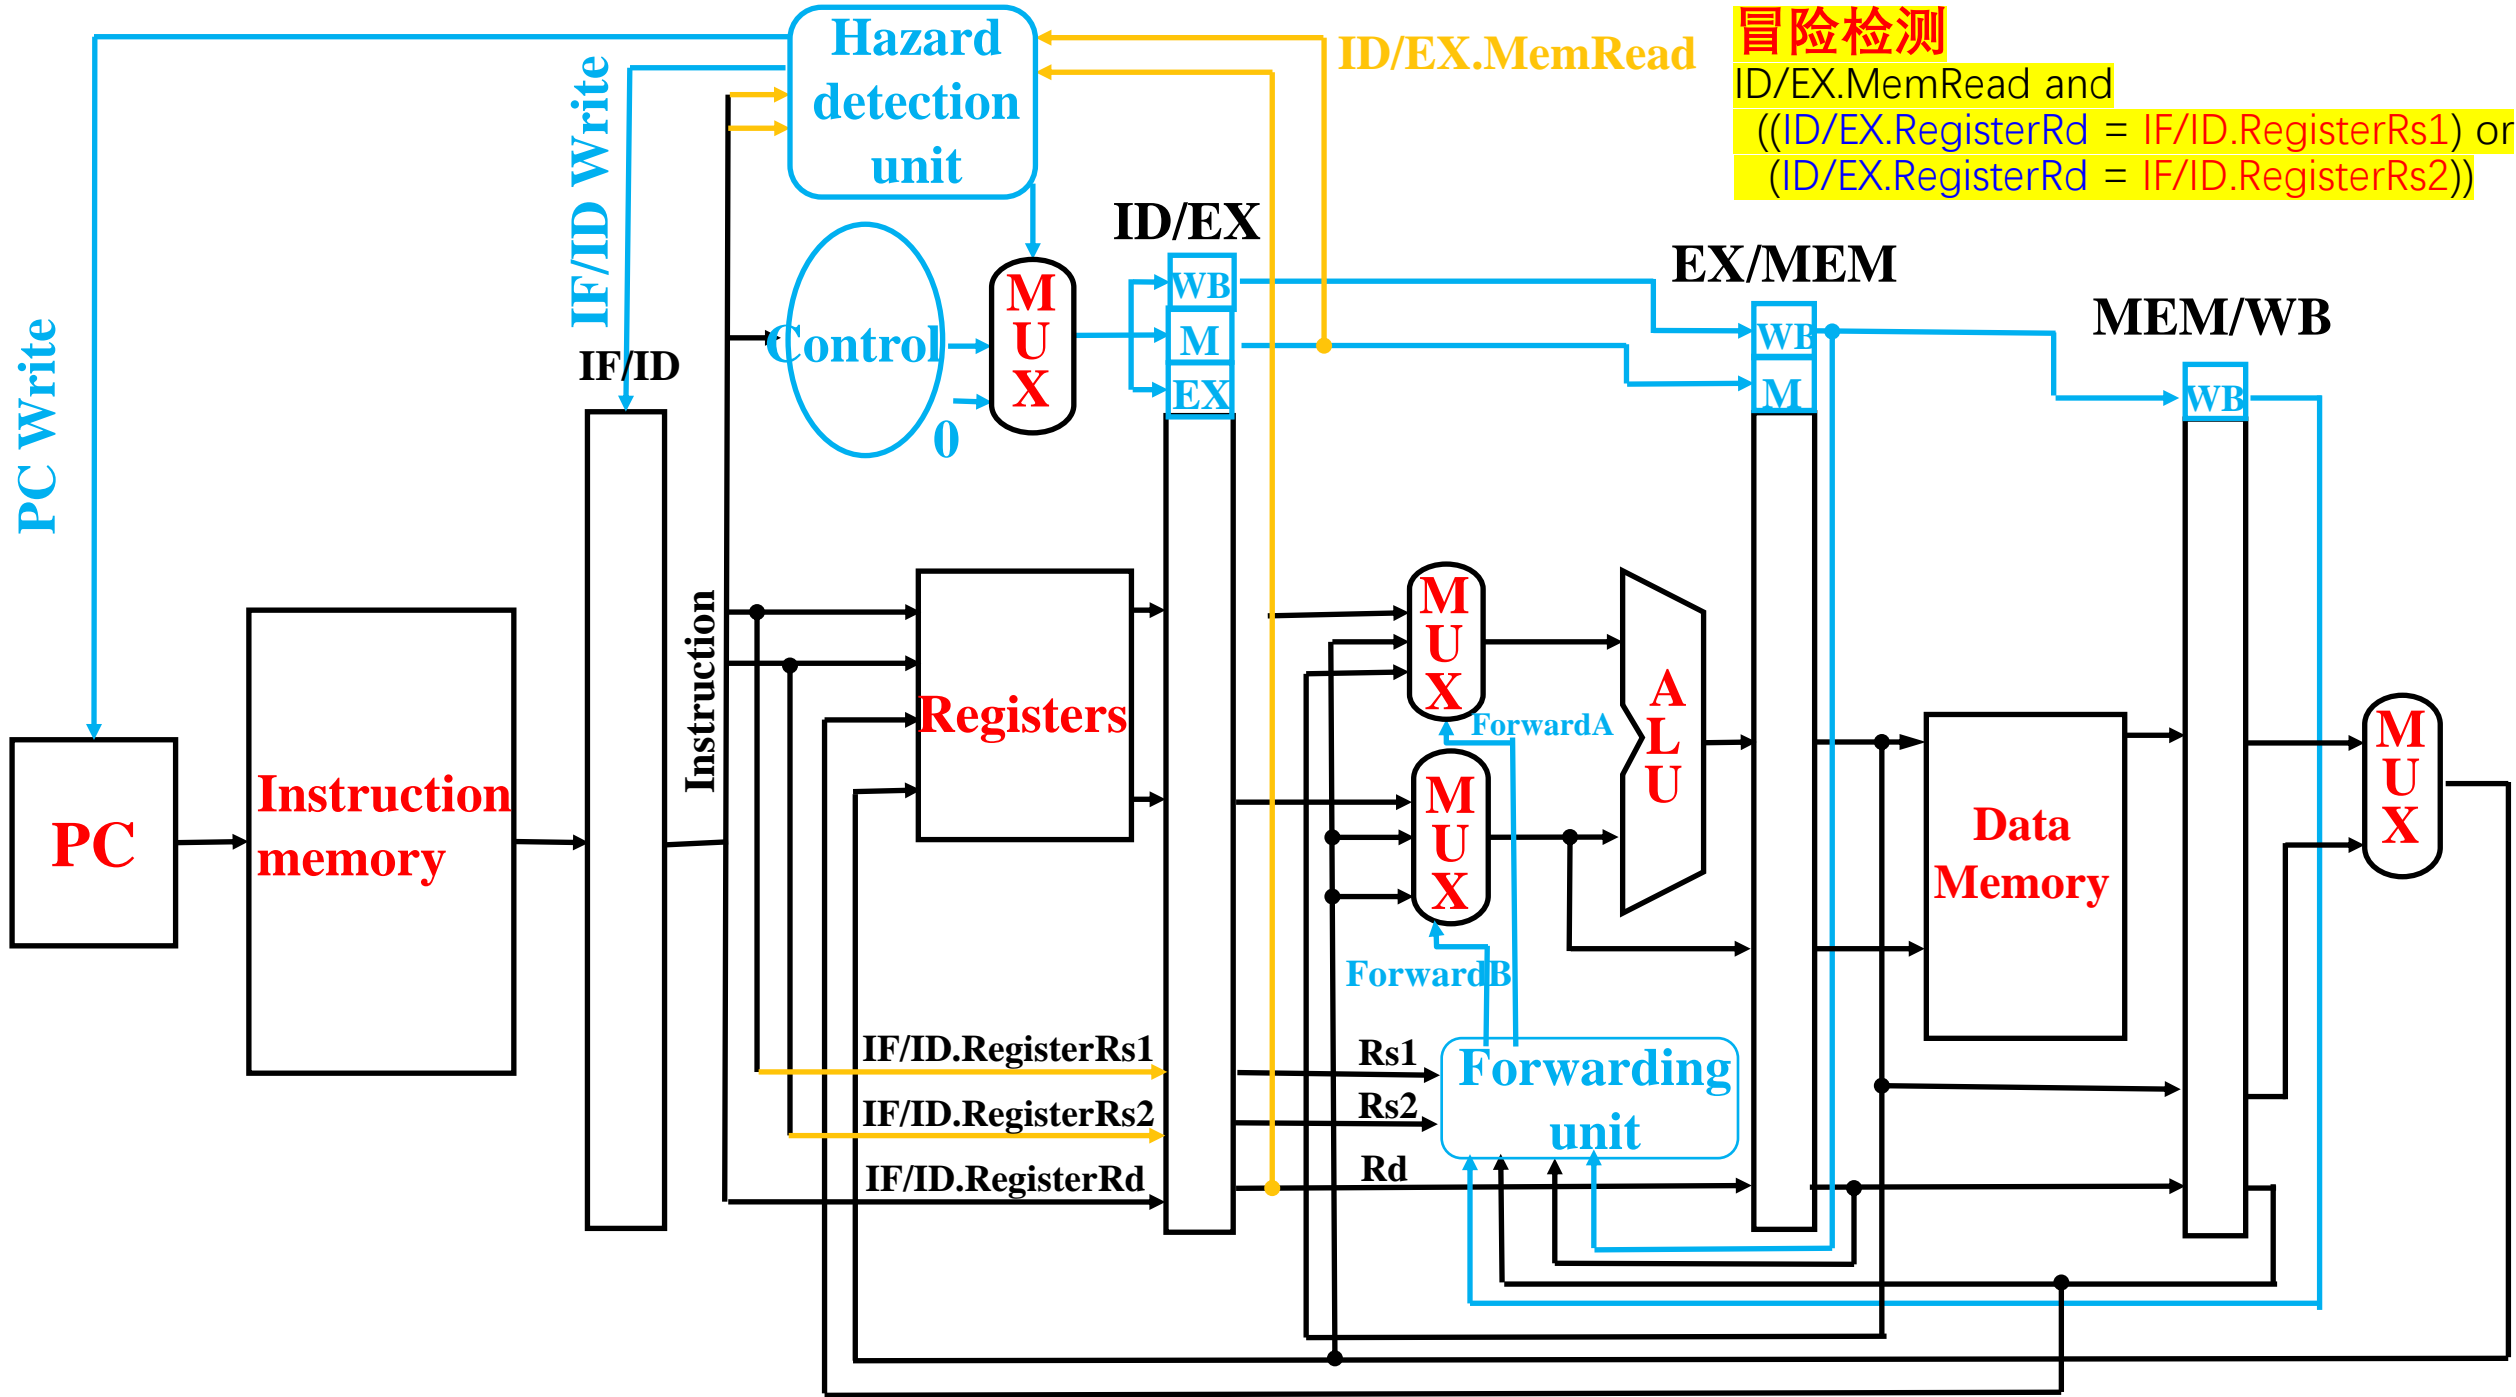 Hazard
detection
unit
ID/EX.MemRead
冒险检测
ID/EX.MemRead and
((ID/EX.RegisterRd = IF/ID.RegisterRs1) or
(ID/EX.RegisterRd = IF/ID.RegisterRs2))
PC Write
IF/ID Write
IF/ID
Control
0
M
U
X
ID/EX
WB
M
EX
EX/MEM
WB
M
MEM/WB
WB
PC
Instruction
memory
Instruction
Registers
M
U
X
ForwardA
M
U
X
ForwardB
A
L
U
Data
Memory
M
U
X
IF/ID.RegisterRs1
IF/ID.RegisterRs2
IF/ID.RegisterRd
Rs1
Rs2
Rd
Forwarding
unit